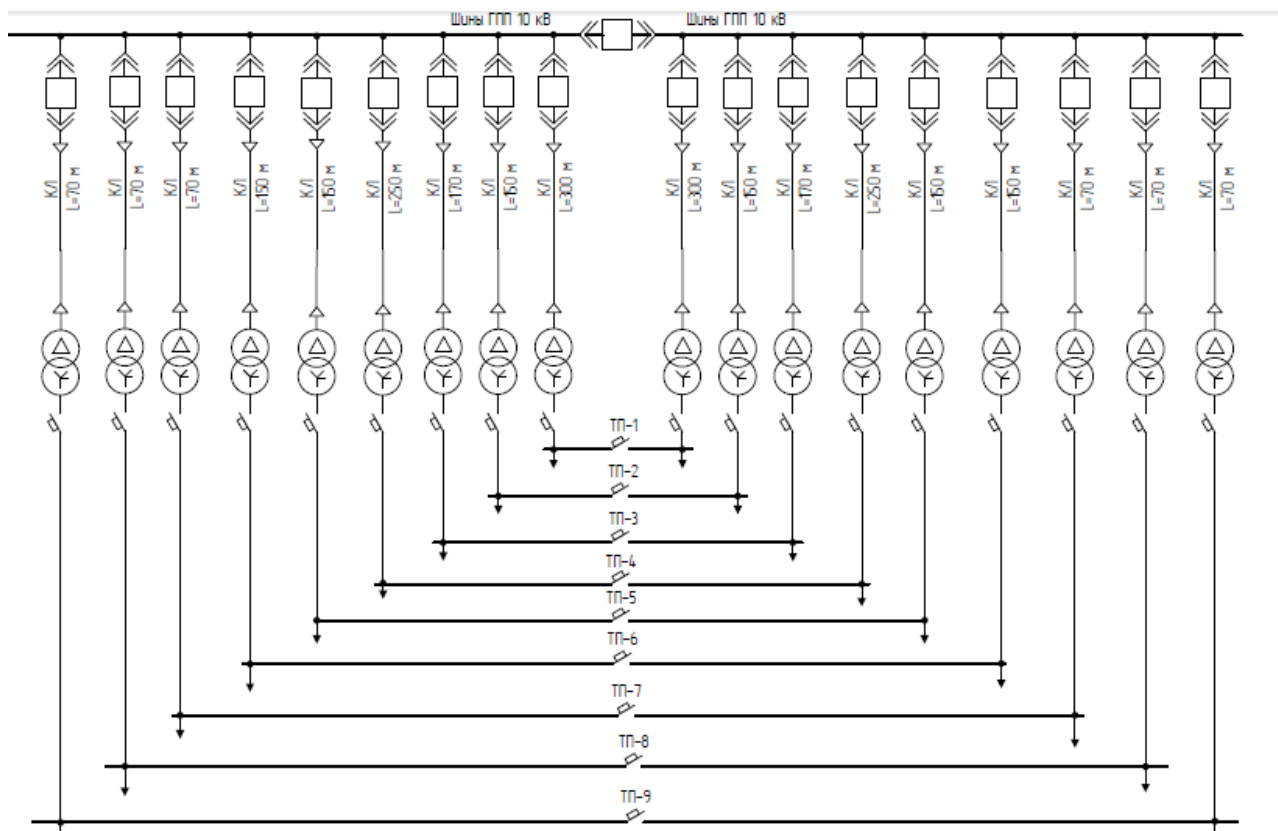 Шины ГПП 10 кВ
Шины ГПП 10 кВ
КЛ
L=70 м
КЛ
L=70 м
КЛ
L=70 м
КЛ
L=150 м
КЛ
L=150 м
КЛ
L=250 м
КЛ
L=170 м
КЛ
L=150 м
КЛ
L=300 м
КЛ
L=300 м
КЛ
L=150 м
КЛ
L=170 м
КЛ
L=250 м
КЛ
L=150 м
КЛ
L=150 м
КЛ
L=70 м
КЛ
L=70 м
КЛ
L=70 м
ТП-1
ТП-2
ТП-3
ТП-4
ТП-5
ТП-6
ТП-7
ТП-8
ТП-9